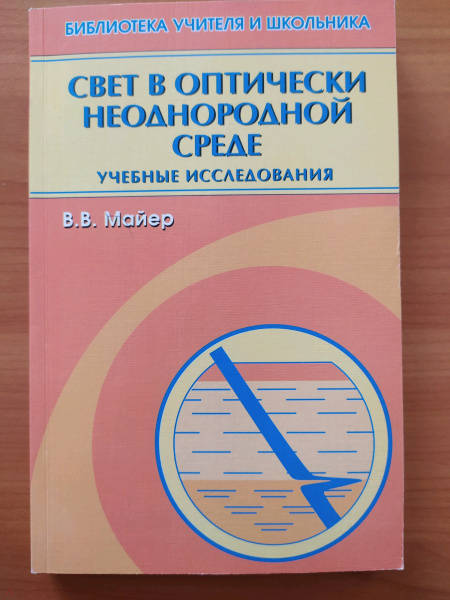 БИБЛИОТЕКА УЧИТЕЛЯ И ШКОЛЬНИКА
СВЕТ В ОПТИЧЕСКИ
НЕОДНОРОДНОЙ
СРЕДЕ
УЧЕБНЫЕ ИССЛЕДОВАНИЯ
В.В. Майер